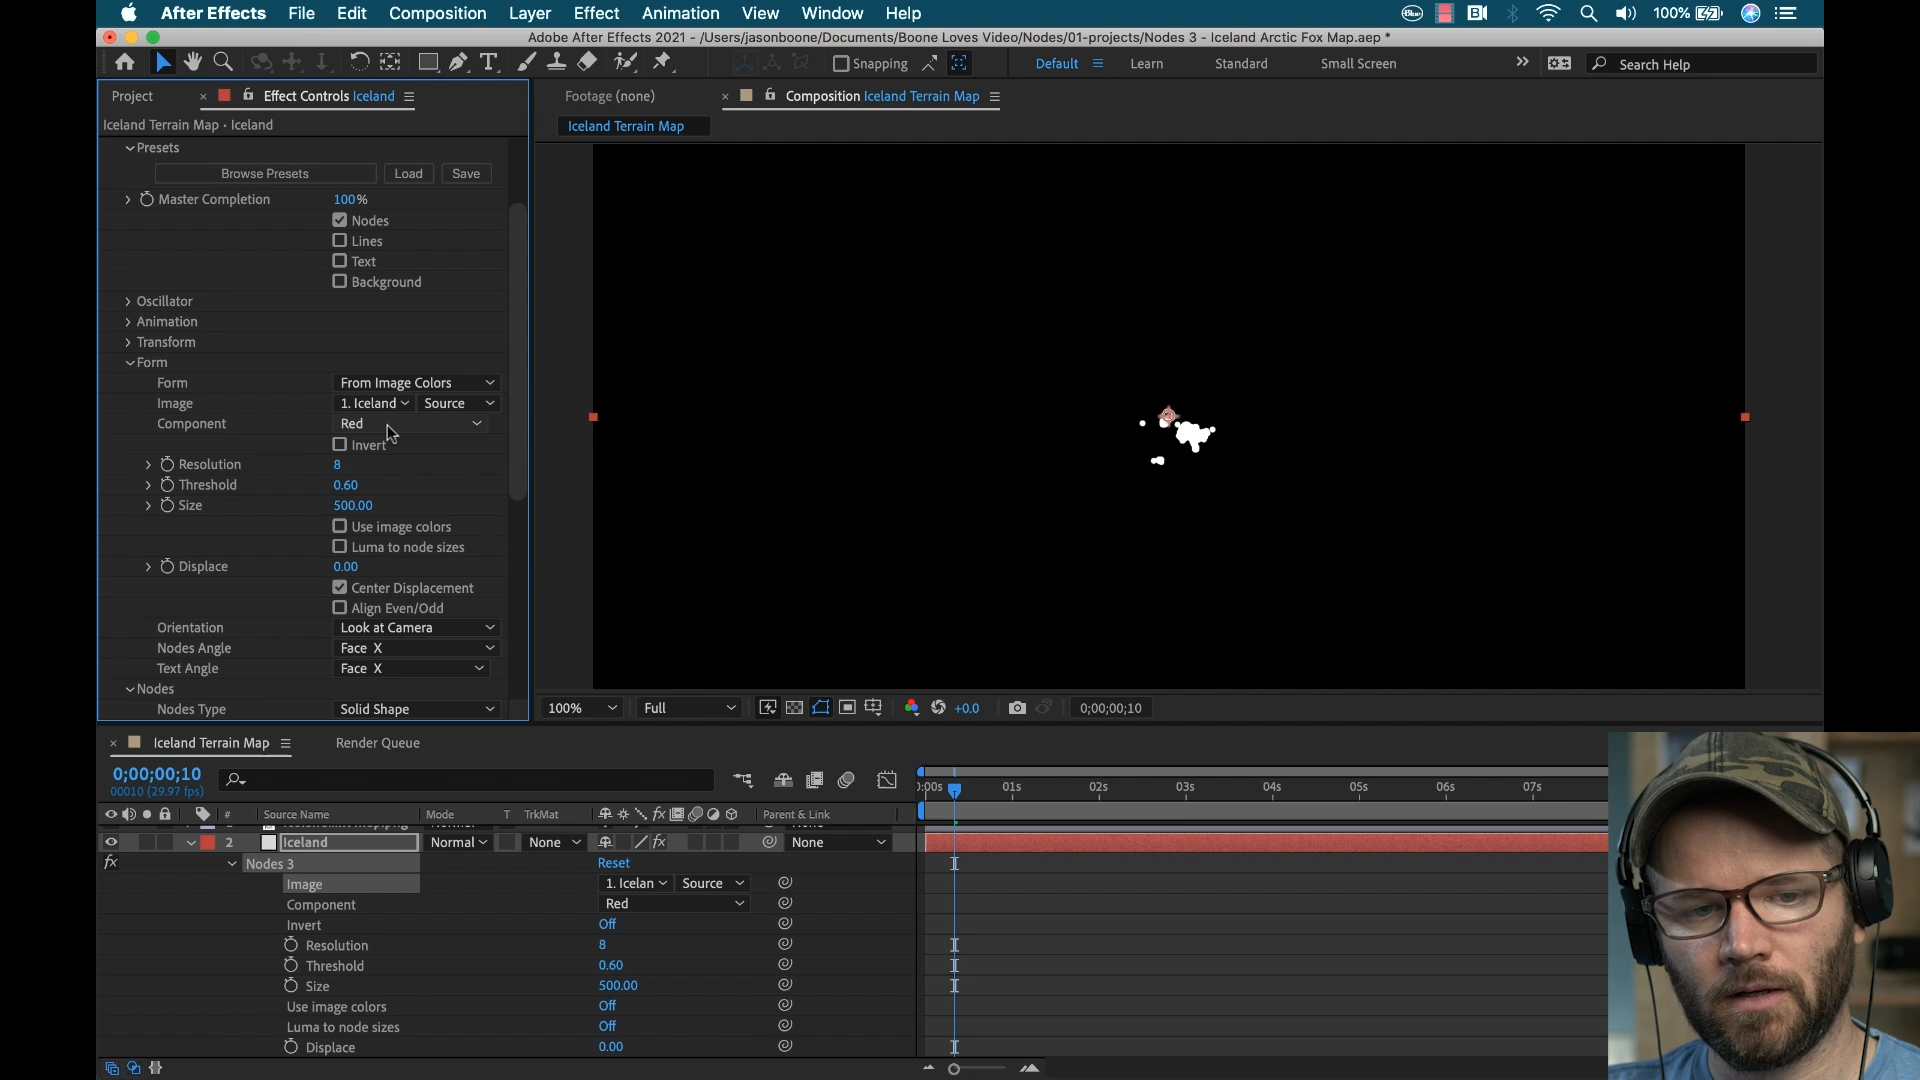 After Effects File Edit Composition Layer Effect Animation View Window Help 100%
Adobe After Effects 2021 - /Users/jasonboone/Documents/Boone Loves Video/Nodes/01-projects/Nodes 3 - Iceland Arctic Fox Map.aep *
Snapping Default Learn Standard Small Screen Search Help
Project Effect Controls Iceland
Footage (none) Composition Iceland Terrain Map
Iceland Terrain Map • Iceland
Iceland Terrain Map
Presets
Browse Presets Load Save
Master Completion 100%
Nodes
Lines
Text
Background
Oscillator
Animation
Transform
Form
Form From Image Colors
Image 1. Iceland Source
Component Red
Invert
Resolution 8
Threshold 0.60
Size 500.00
Use image colors
Luma to node sizes
Displace 0.00
Center Displacement
Align Even/Odd
Orientation Look at Camera
Nodes Angle Face X
Text Angle Face X
Nodes
Nodes Type Solid Shape
100% Full +0.0 0;00;00;10
Iceland Terrain Map Render Queue
0;00;00;10
00010 (29.97 fps)
0:00s 01s 02s 03s 04s 05s 06s 07s
# Source Name Mode T TrkMat fx Parent & Link
2 Iceland Normal None fx None
fx Nodes 3 Reset
Image 1. Icelan Source
Component Red
Invert Off
Resolution 8
Threshold 0.60
Size 500.00
Use image colors Off
Luma to node sizes Off
Displace 0.00